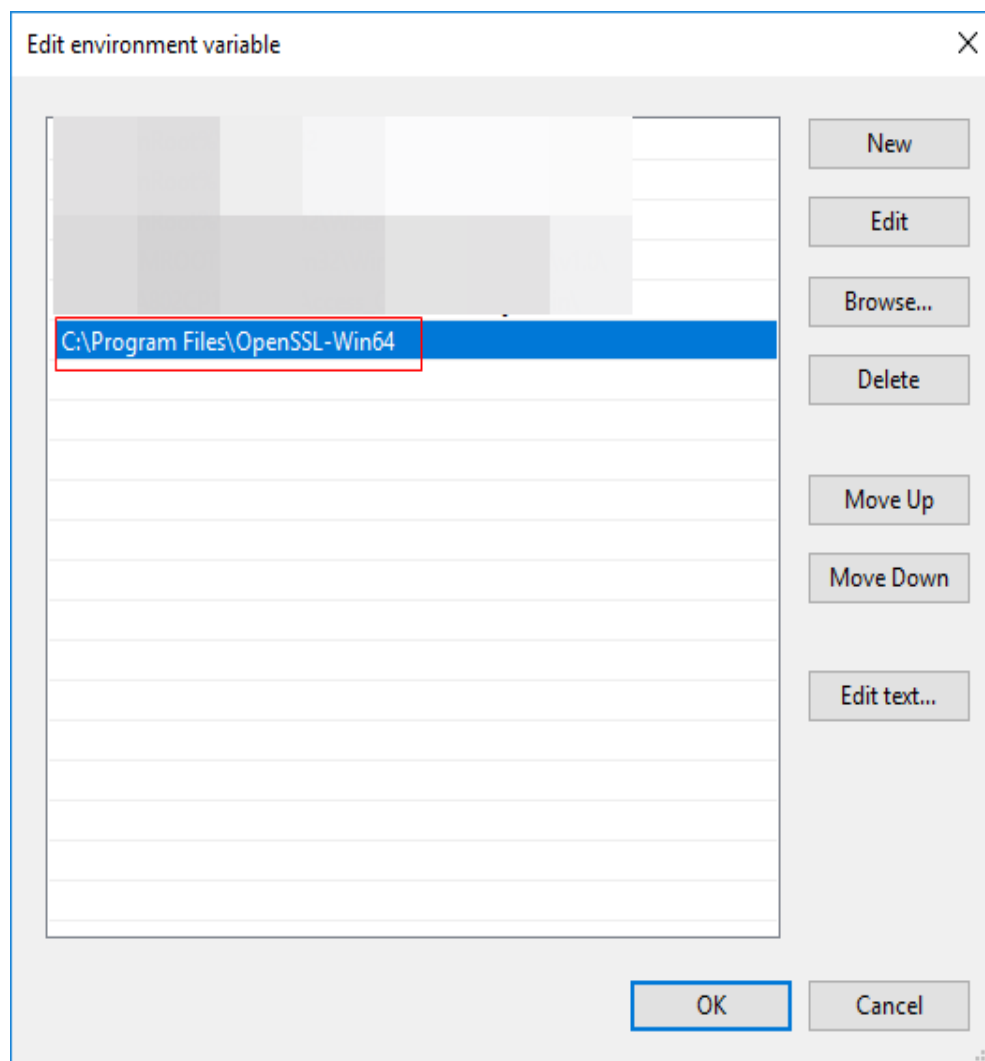 Edit environment variable
New
Edit
Browse...
C:\Program Files\OpenSSL-Win64
Delete
Move Up
Move Down
Edit text...
OK
Cancel